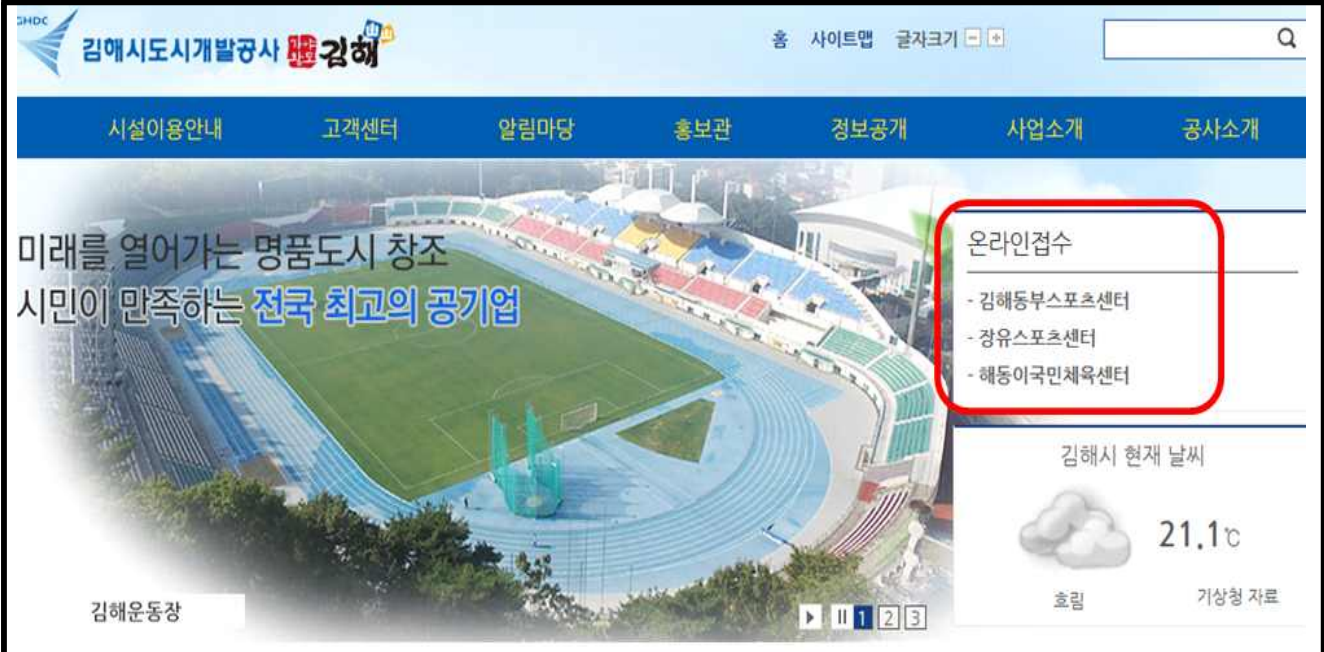 GHDC
김해시도시개발공사 가야왕도 김해
홈 사이트맵 글자크기 - +
시설이용안내 고객센터 알림마당 홍보관 정보공개 사업소개 공사소개
미래를 열어가는 명품도시 창조
시민이 만족하는 전국 최고의 공기업
온라인접수
- 김해동부스포츠센터
- 장유스포츠센터
- 해동이국민체육센터
김해시 현재 날씨
21.1℃
흐림 기상청 자료
김해운동장
1 2 3